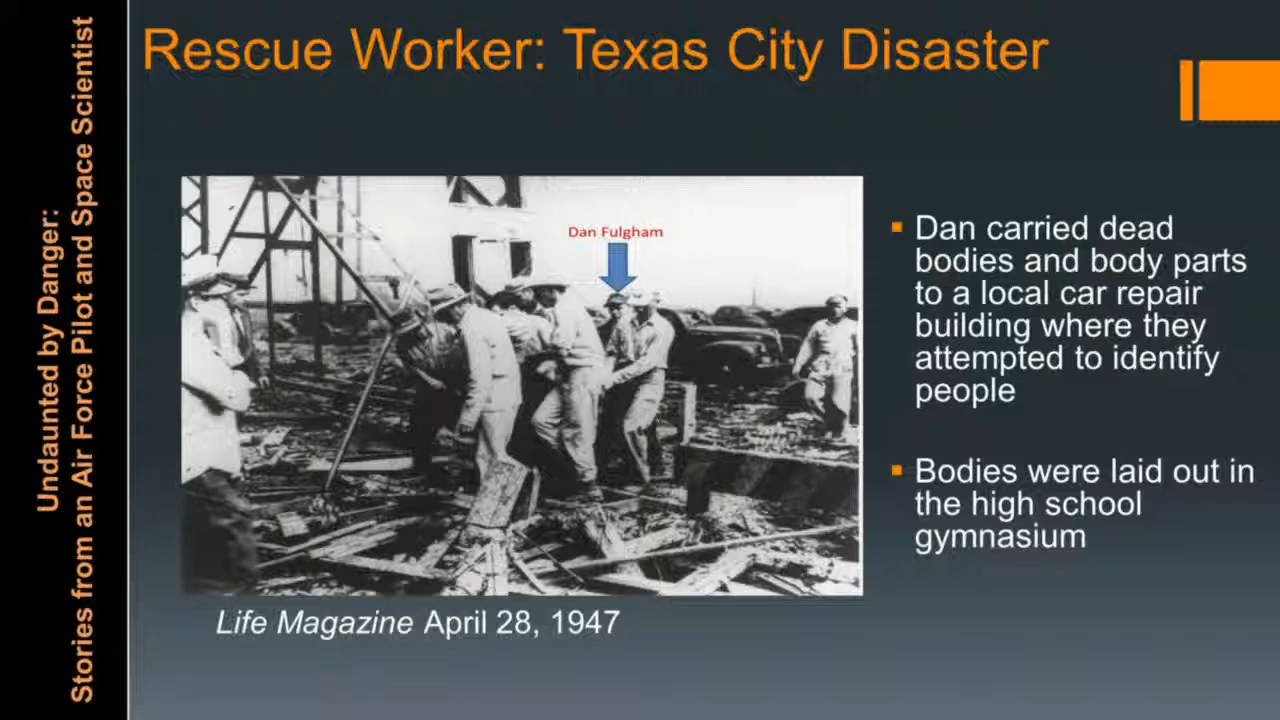 Rescue Worker: Texas City Disaster
Undaunted by Danger:
Stories from an Air Force Pilot and Space Scientist
Dan Fulgham
▪ Dan carried dead
bodies and body parts
to a local car repair
building where they
attempted to identify
people
▪ Bodies were laid out in
the high school
gymnasium
Life Magazine April 28, 1947